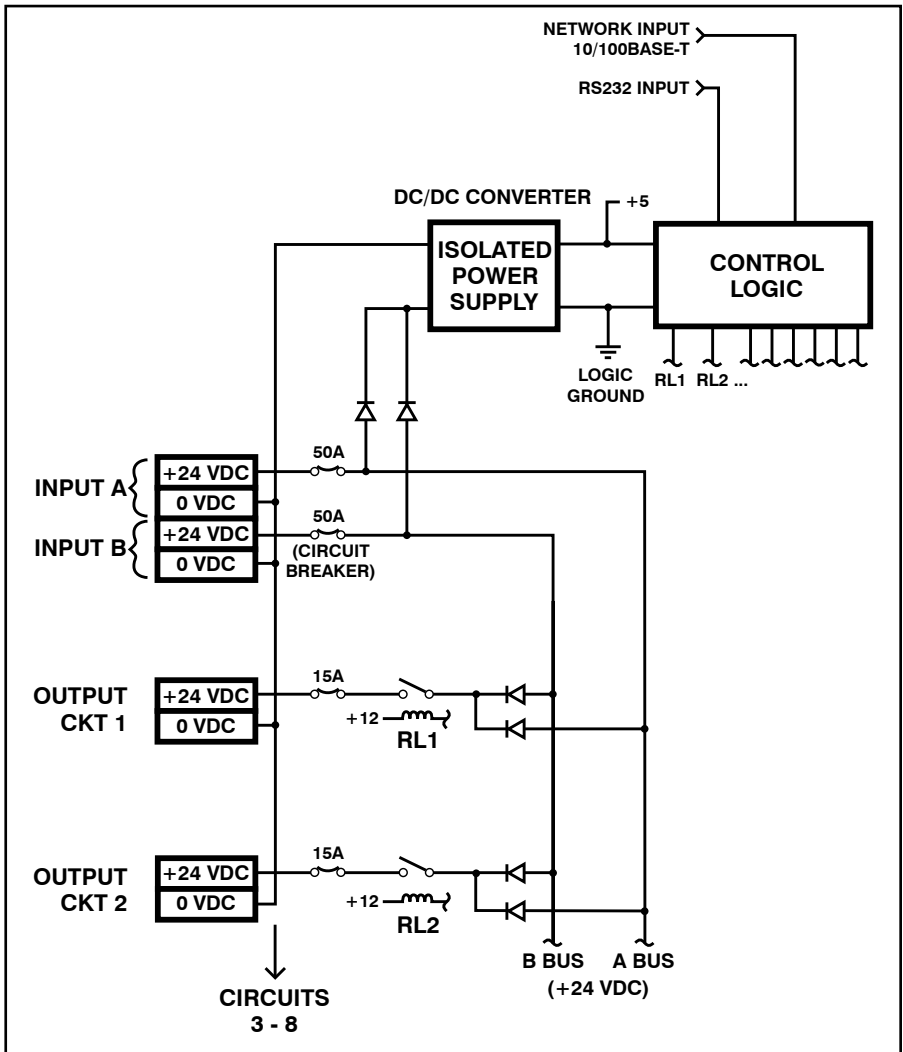 NETWORK INPUT
10/100BASE-T
RS232 INPUT
DC/DC CONVERTER
+5
ISOLATED
POWER
SUPPLY
CONTROL
LOGIC
LOGIC
GROUND
RL1 RL2 ...
50A
INPUT A
+24 VDC
0 VDC
50A
INPUT B
+24 VDC
0 VDC
(CIRCUIT
BREAKER)
15A
OUTPUT
CKT 1
+24 VDC
0 VDC
+12
RL1
15A
OUTPUT
CKT 2
+24 VDC
0 VDC
+12
RL2
B BUS A BUS
(+24 VDC)
CIRCUITS
3 - 8